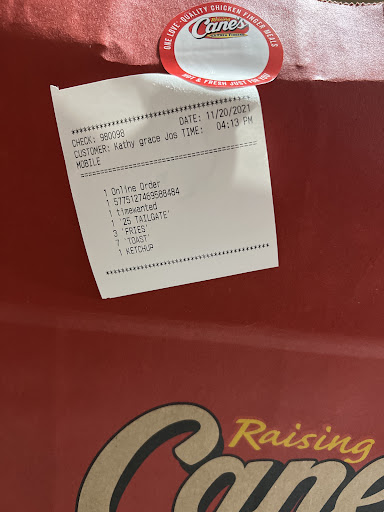 ONE LOVE · QUALITY CHICKEN FINGER MEALS
Raising
Cane's
CHICKEN FINGERS
HOT & FRESH JUST FOR YOU
DATE: 11/20/2021
CHECK: 980098
CUSTOMER: Kathy grace Jos TIME: 04:13 PM
MOBILE
1 Online Order
1 5775127469568484
1 timewanted
1 '25 TAILGATE'
3 'FRIES'
7 'TOAST'
1 KETCHUP
Raising
Cane's